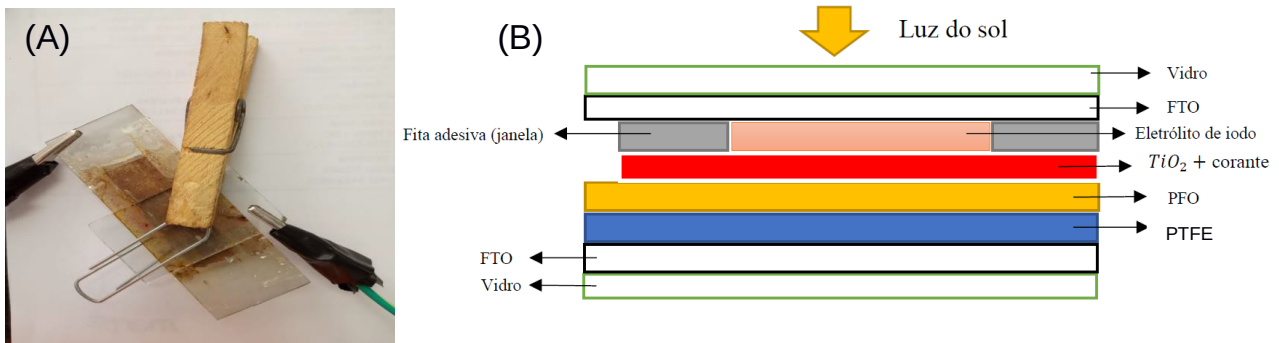 (A)
(B)
Luz do sol
Vidro
FTO
Fita adesiva (janela)
Eletrólito de iodo
TiO₂ + corante
PFO
PTFE
FTO
Vidro